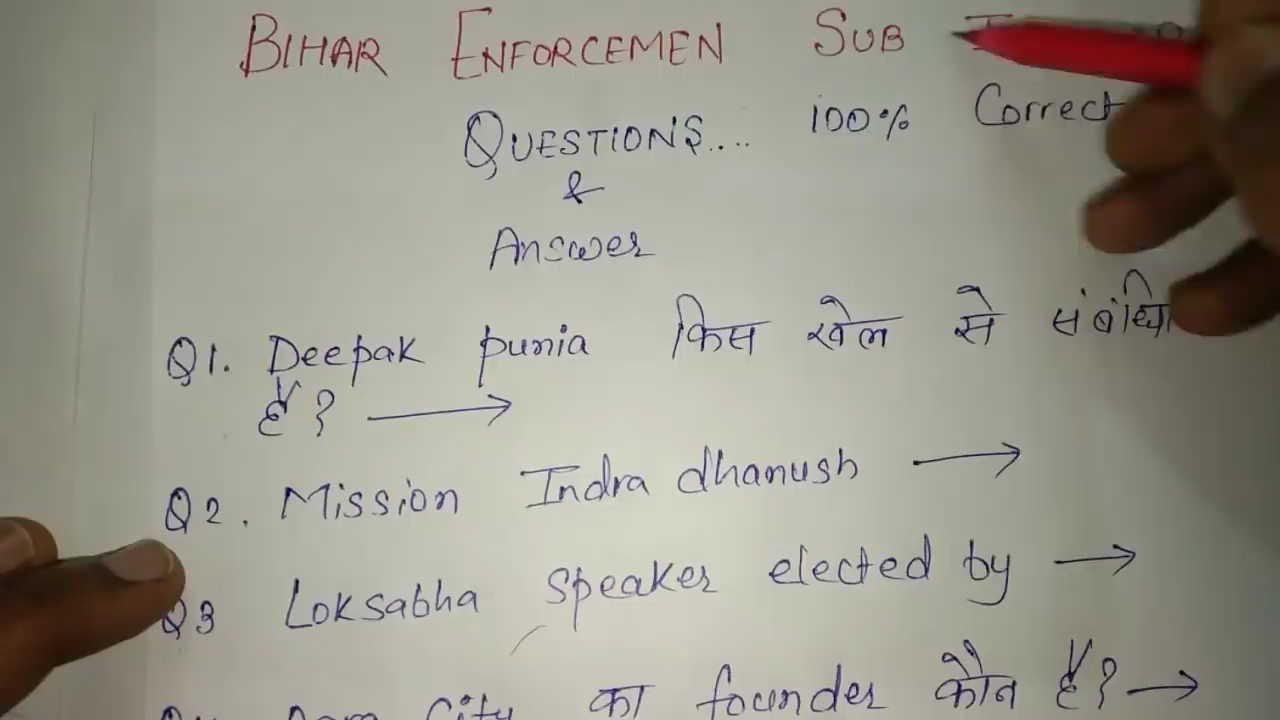 BIHAR ENFORCEMEN SUB
QUESTIONS... 100% Correct
&
Answer
Q1. Deepak punia किस खेल से संबंधि
हैं? →
Q2. Mission Indra dhanush →
Q3 Loksabha speaker elected by →
City का founder कौन हैं? →